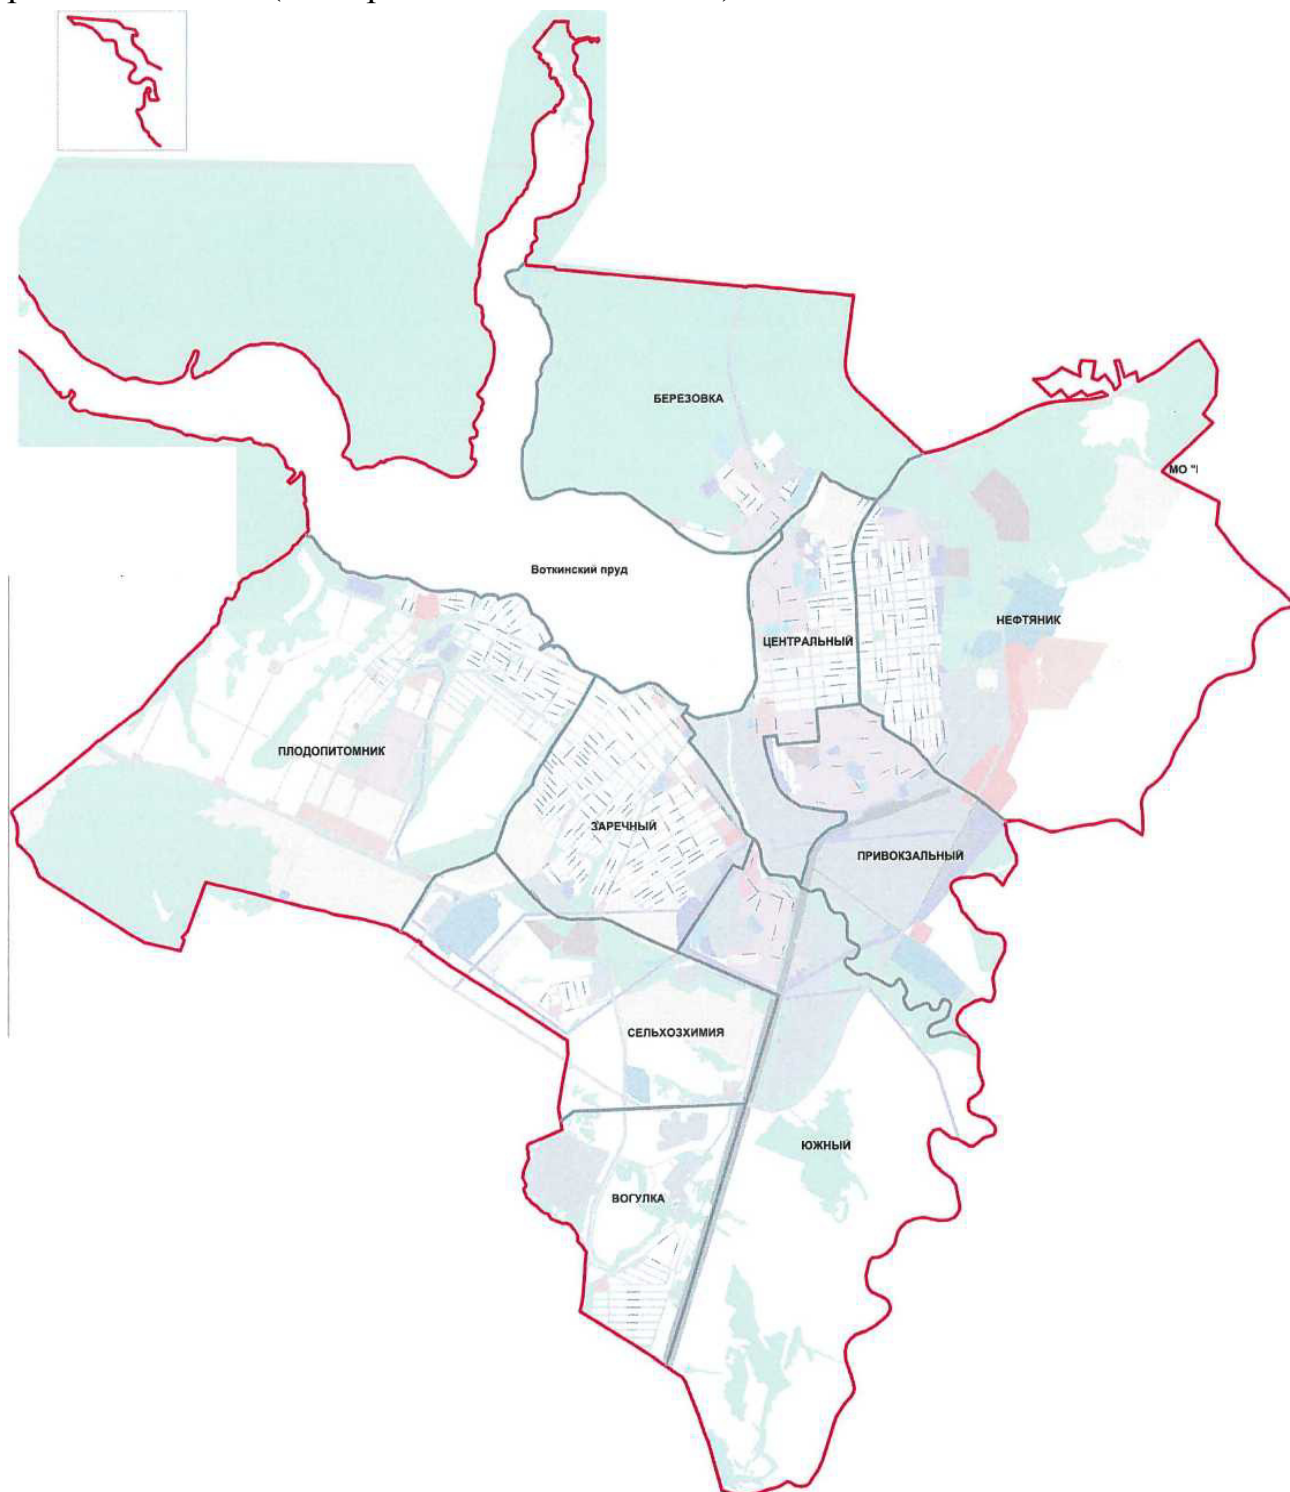 БЕРЕЗОВКА
МО "
Воткинский пруд
НЕФТЯНИК
ЦЕНТРАЛЬНЫЙ
ПЛОДОПИТОМНИК
ЗАРЕЧНЫЙ
ПРИВОКЗАЛЬНЫЙ
СЕЛЬХОЗХИМИЯ
ЮЖНЫЙ
ВОГУЛКА